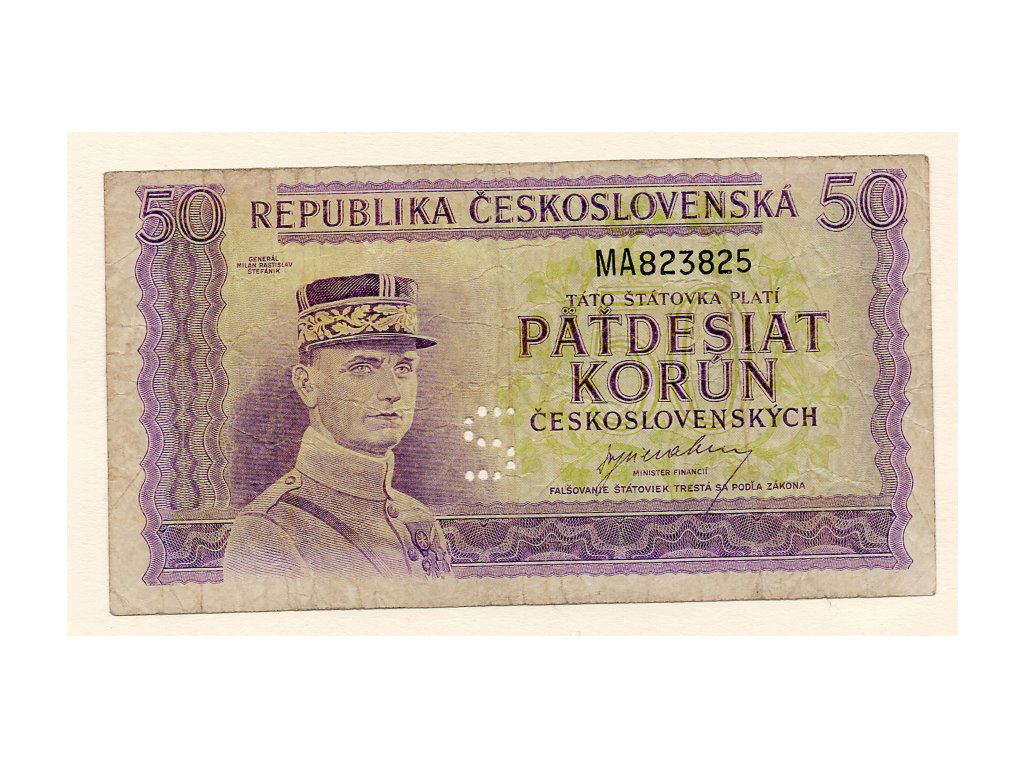 50
REPUBLIKA ČESKOSLOVENSKÁ
50
GENERÁL
MILAN RASTISLAV
ŠTEFÁNIK
MA823825
TÁTO ŠTÁTOVKA PLATÍ
PÄŤDESIAT
KORÚN
ČESKOSLOVENSKÝCH
MINISTER FINANCIÍ
FALŠOVANIE ŠTÁTOVIEK TRESTÁ SA PODĽA ZÁKONA
S